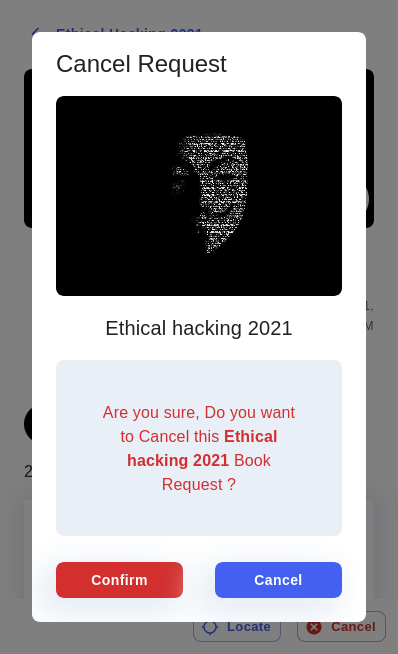 Ethical Hacking 2021
Cancel Request
Ethical hacking 2021
Are you sure, Do you want
to Cancel this Ethical
hacking 2021 Book
Request ?
Confirm
Cancel
Locate
Cancel